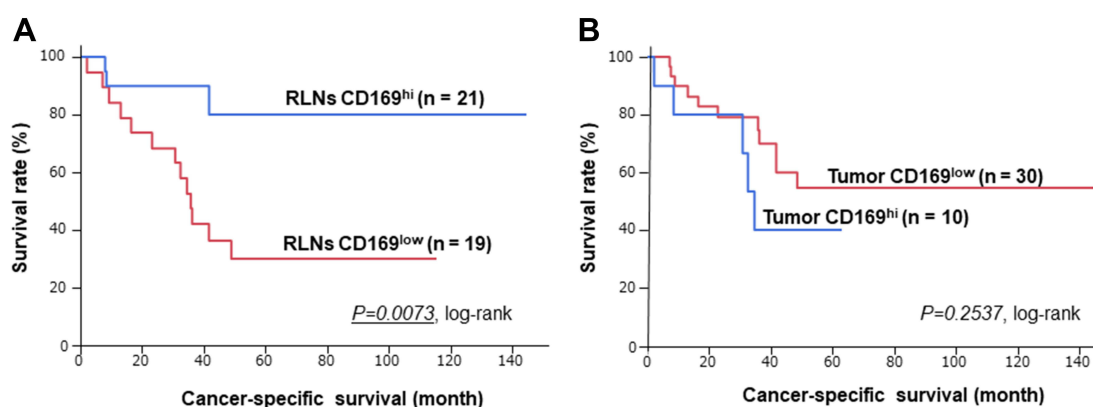 A
Survival rate (%)
100
80
60
40
20
0
RLNs CD169hi (n = 21)
RLNs CD169low (n = 19)
P=0.0073, log-rank
0 20 40 60 80 100 120 140
Cancer-specific survival (month)
B
Survival rate (%)
100
80
60
40
20
0
Tumor CD169low (n = 30)
Tumor CD169hi (n = 10)
P=0.2537, log-rank
0 20 40 60 80 100 120 140
Cancer-specific survival (month)